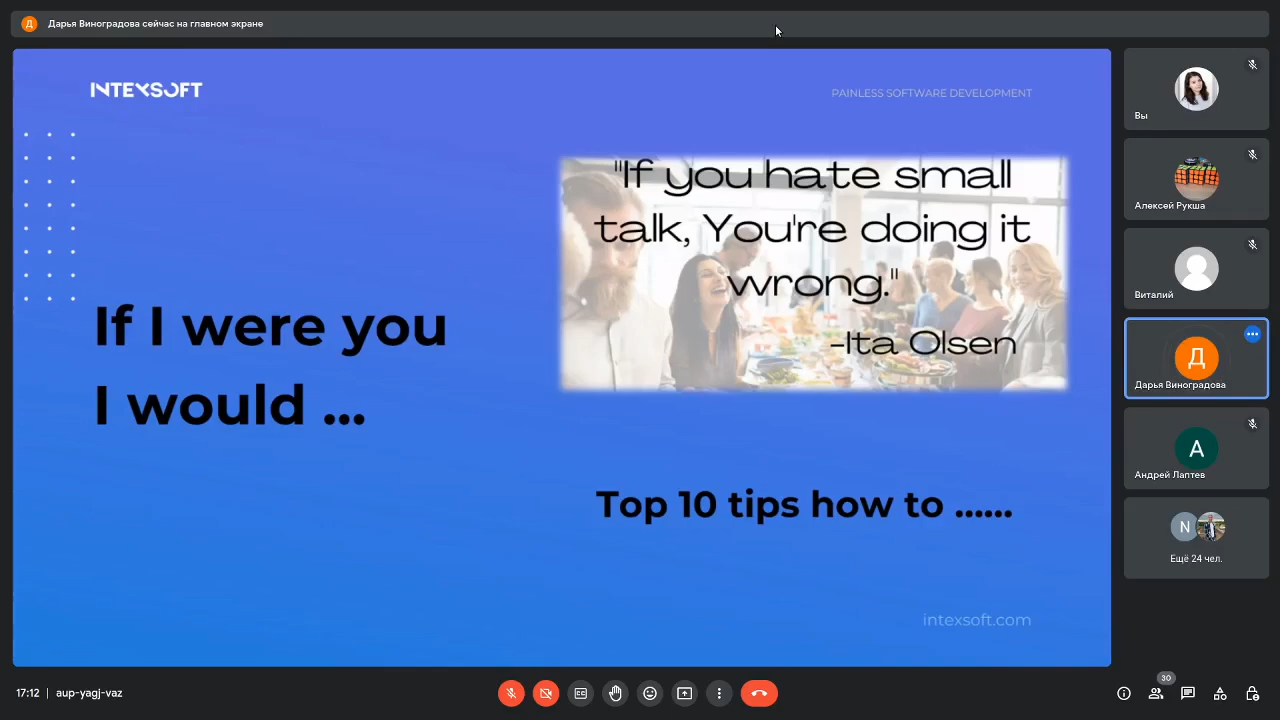 Д Дарья Виноградова сейчас на главном экране
INTEXSOFT
PAINLESS SOFTWARE DEVELOPMENT
"If you hate small
talk, You're doing it
wrong."
-Ita Olsen
If I were you
I would ...
Top 10 tips how to ......
intexsoft.com
Вы
Алексей Рукша
Виталий
Д
Дарья Виноградова
А
Андрей Лаптев
N
Ещё 24 чел.
17:12 | aup-yagj-vaz
CC
30